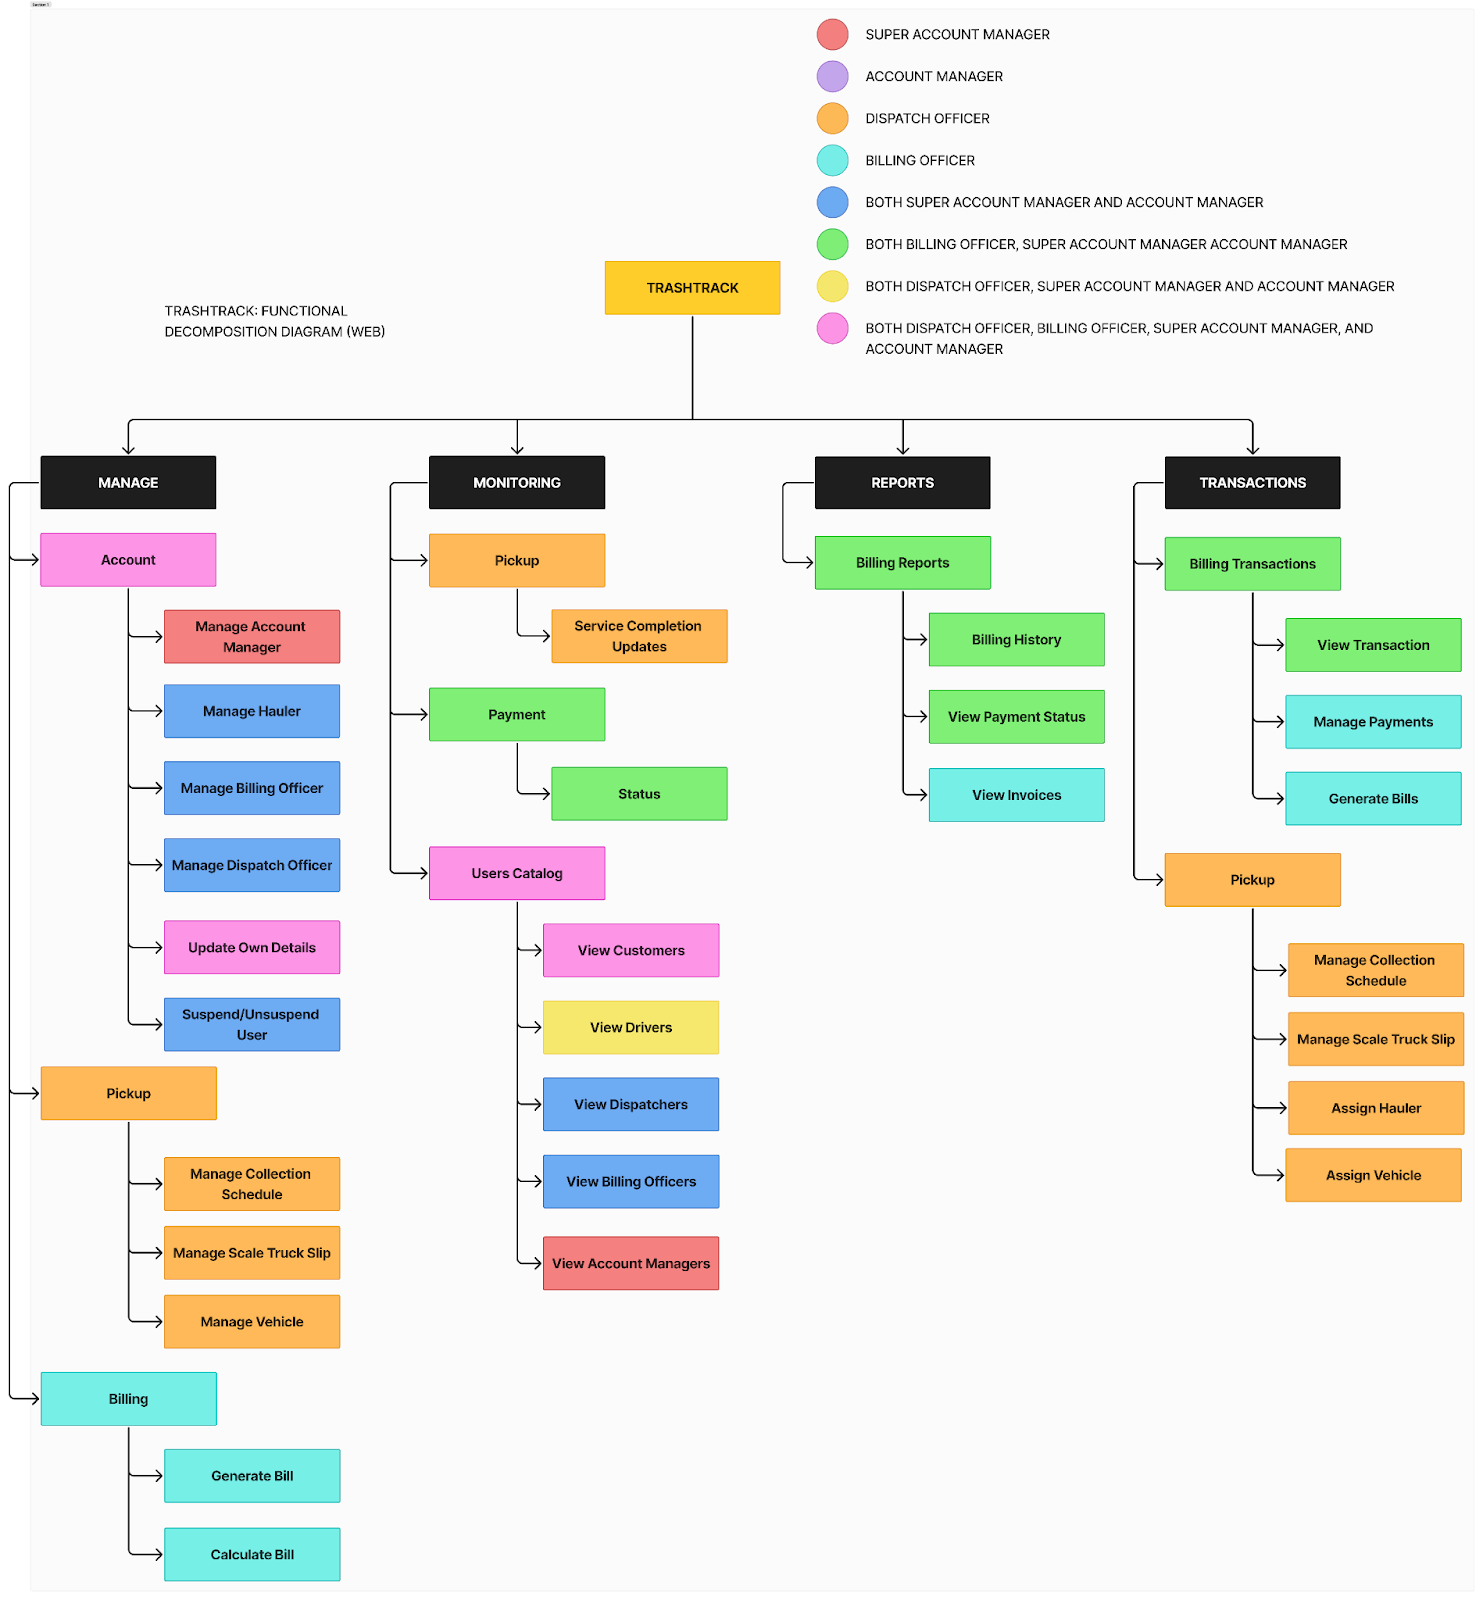 Section 1
SUPER ACCOUNT MANAGER
ACCOUNT MANAGER
DISPATCH OFFICER
BILLING OFFICER
BOTH SUPER ACCOUNT MANAGER AND ACCOUNT MANAGER
BOTH BILLING OFFICER, SUPER ACCOUNT MANAGER ACCOUNT MANAGER
BOTH DISPATCH OFFICER, SUPER ACCOUNT MANAGER AND ACCOUNT MANAGER
BOTH DISPATCH OFFICER, BILLING OFFICER, SUPER ACCOUNT MANAGER, AND
ACCOUNT MANAGER
TRASHTRACK
TRASHTRACK: FUNCTIONAL
DECOMPOSITION DIAGRAM (WEB)
MANAGE
Account
Manage Account
Manager
Manage Hauler
Manage Billing Officer
Manage Dispatch Officer
Update Own Details
Suspend/Unsuspend
User
Pickup
Manage Collection
Schedule
Manage Scale Truck Slip
Manage Vehicle
Billing
Generate Bill
Calculate Bill
MONITORING
Pickup
Service Completion
Updates
Payment
Status
Users Catalog
View Customers
View Drivers
View Dispatchers
View Billing Officers
View Account Managers
REPORTS
Billing Reports
Billing History
View Payment Status
View Invoices
TRANSACTIONS
Billing Transactions
View Transaction
Manage Payments
Generate Bills
Pickup
Manage Collection
Schedule
Manage Scale Truck Slip
Assign Hauler
Assign Vehicle